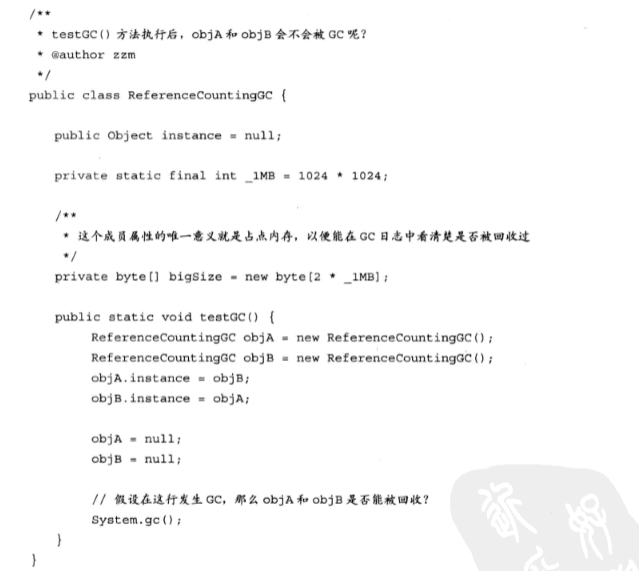 /**
 * testGC() 方法执行后，objA 和 objB 会不会被 GC 呢？
 * @author zzm
 */
public class ReferenceCountingGC {
public Object instance = null;
private static final int _1MB = 1024 * 1024;
/**
 * 这个成员属性的唯一意义就是占点内存，以便能在 GC 日志中看清楚是否被回收过
 */
private byte[] bigSize = new byte[2 * _1MB];
public static void testGC() {
ReferenceCountingGC objA = new ReferenceCountingGC();
ReferenceCountingGC objB = new ReferenceCountingGC();
objA.instance = objB;
objB.instance = objA;
objA = null;
objB = null;
// 假设在这行发生 GC，那么 objA 和 objB 是否能被回收？
System.gc();
}
}